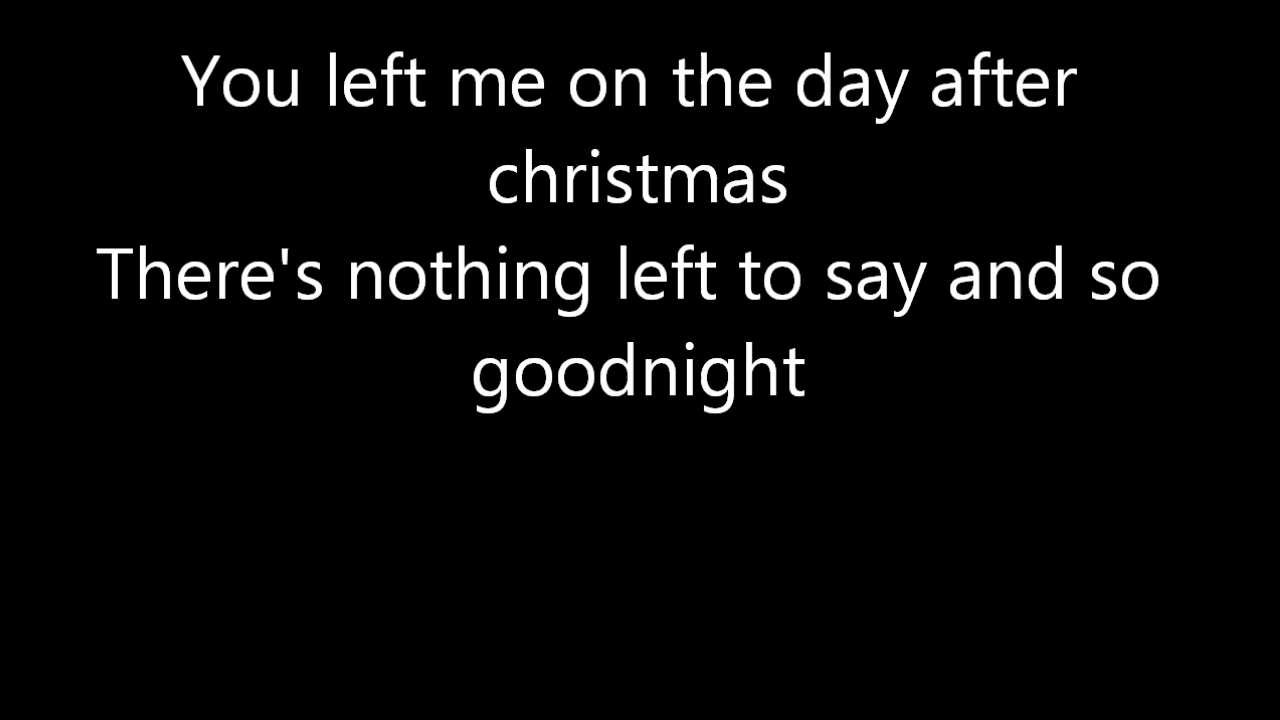 You left me on the day after
christmas
There's nothing left to say and so
goodnight